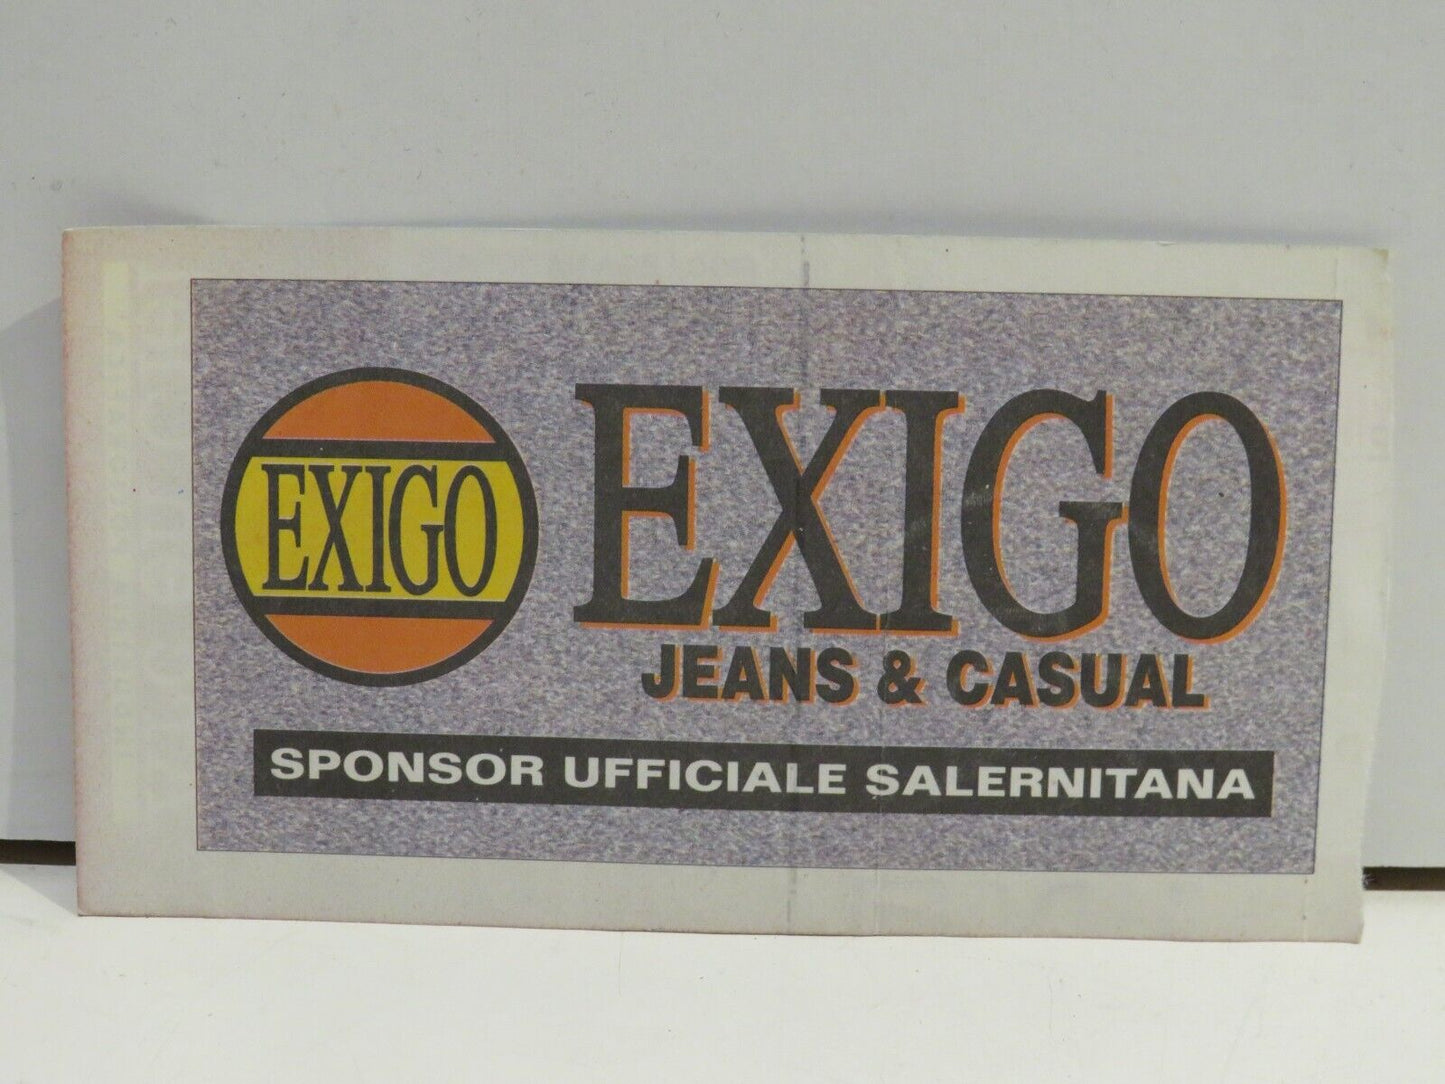 EXIGO
EXIGO
JEANS & CASUAL
SPONSOR UFFICIALE SALERNITANA